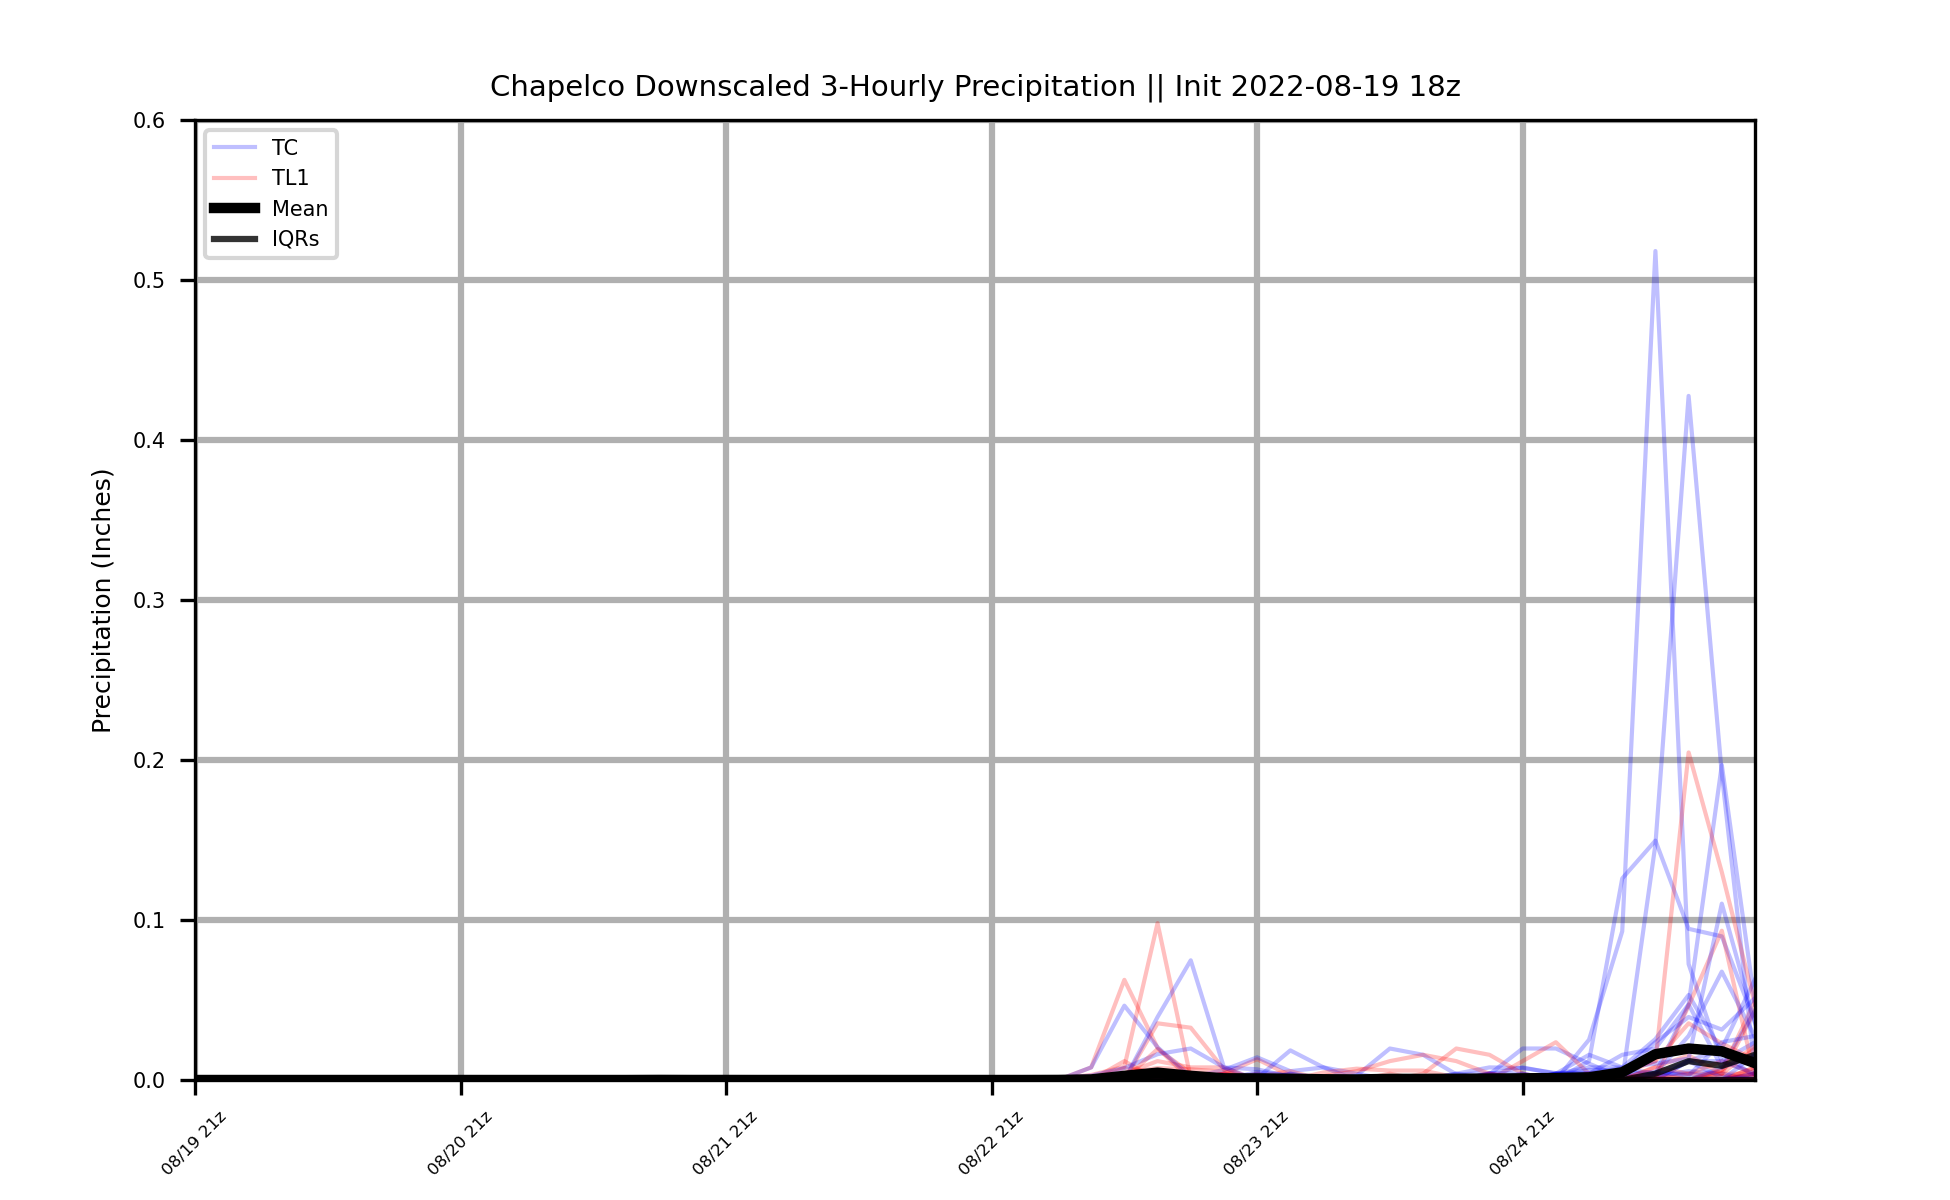 Chapelco Downscaled 3-Hourly Precipitation || Init 2022-08-19 18z
0.6
0.5
0.4
0.3
0.2
0.1
0.0
Precipitation (Inches)
TC
TL1
Mean
IQRs
08/19 21z
08/20 21z
08/21 21z
08/22 21z
08/23 21z
08/24 21z